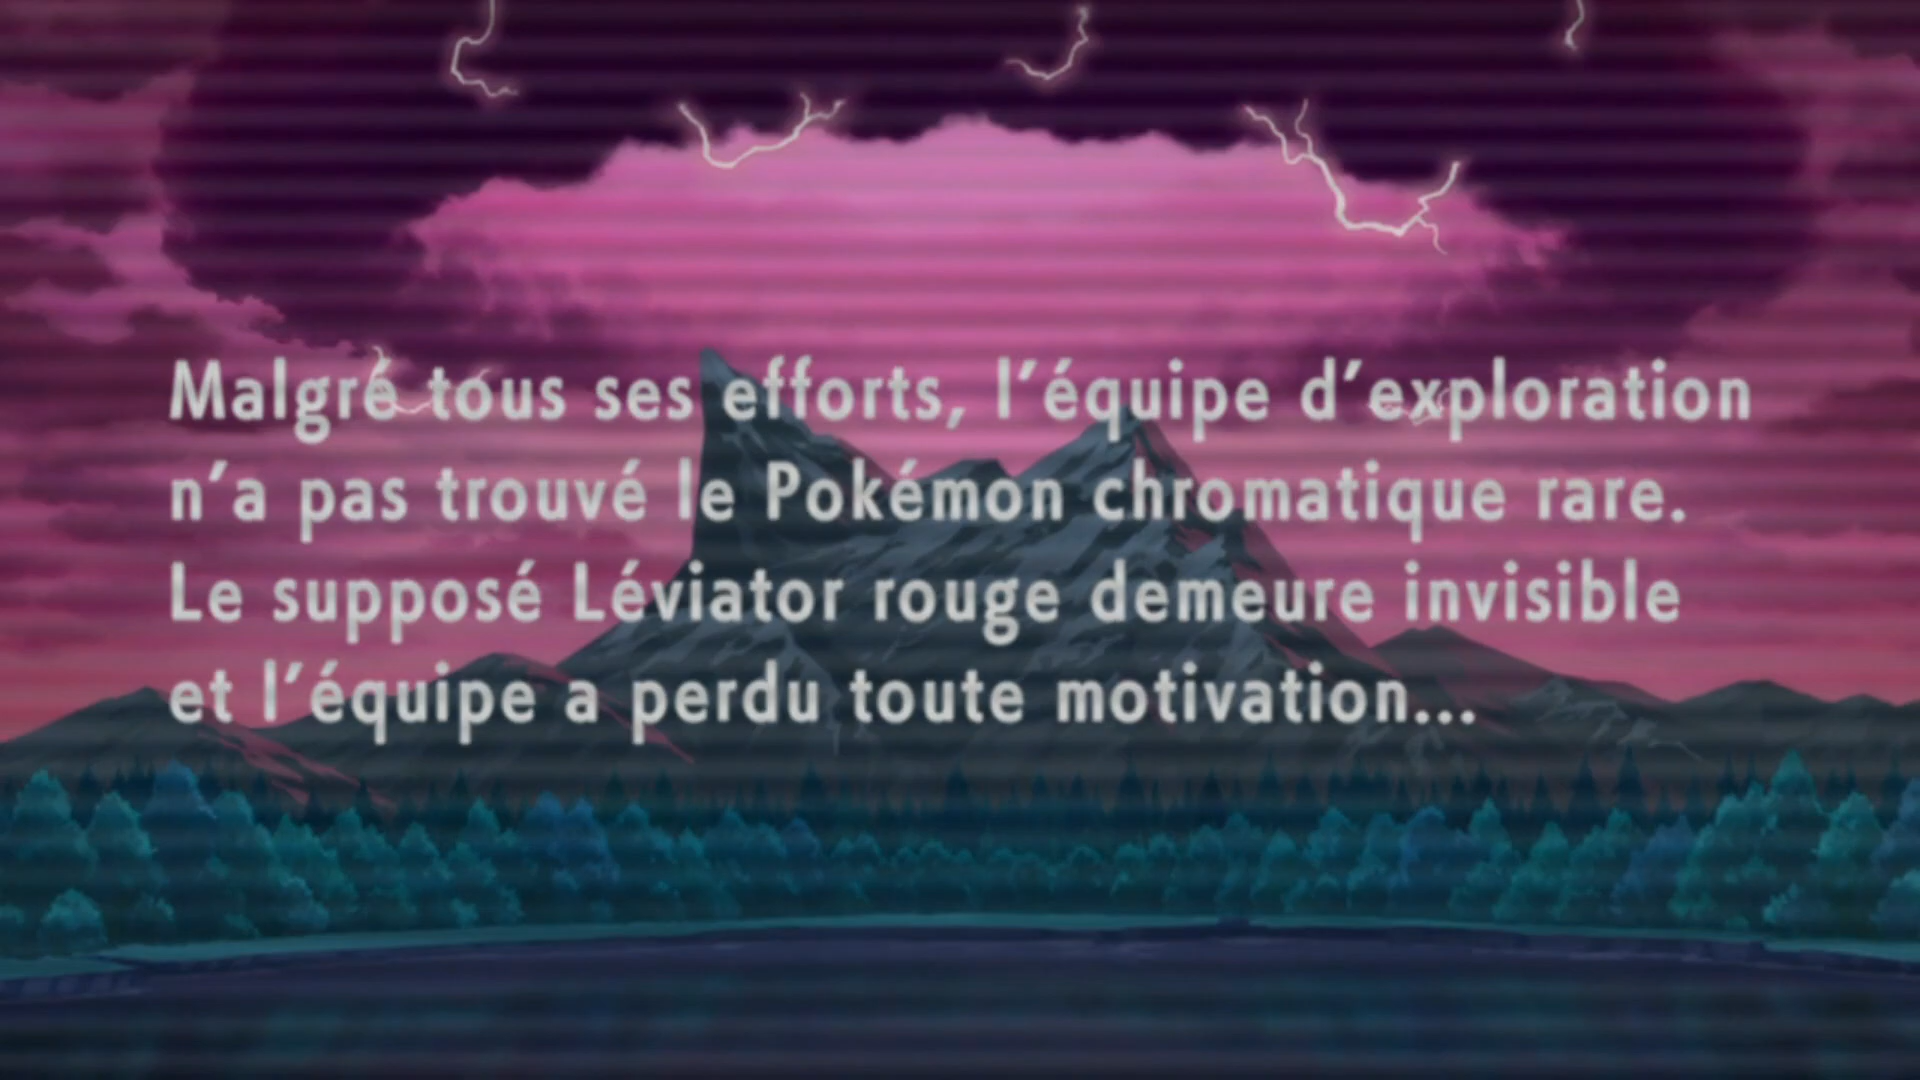 Malgré tous ses efforts, l’équipe d’exploration
n’a pas trouvé le Pokémon chromatique rare.
Le supposé Léviator rouge demeure invisible
et l’équipe a perdu toute motivation...